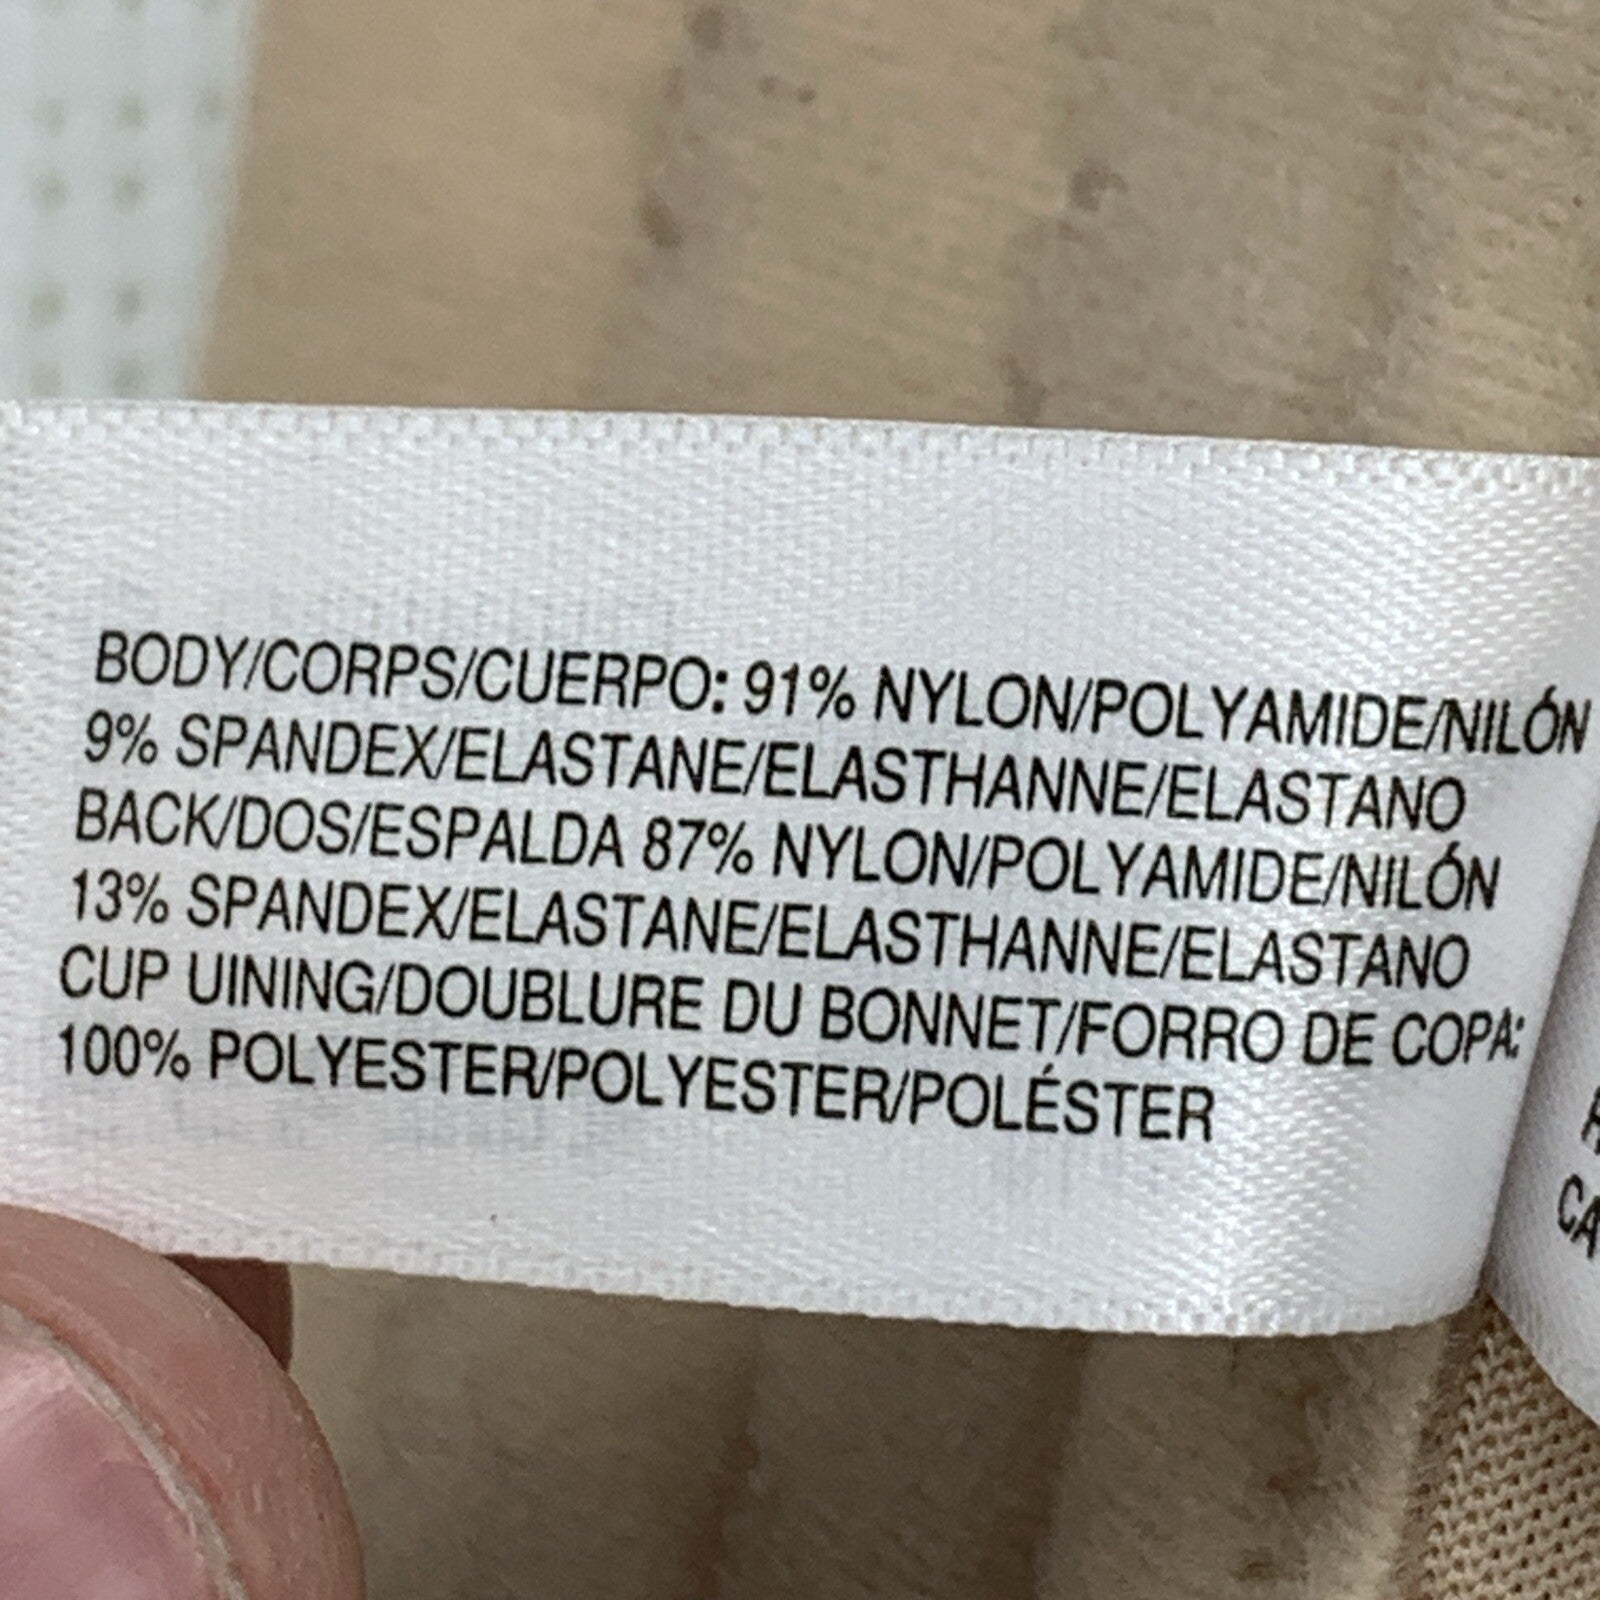 BODY/CORPS/CUERPO: 91% NYLON/POLYAMIDE/NILÓN
9% SPANDEX/ELASTANE/ELASTHANNE/ELASTANO
BACK/DOS/ESPALDA 87% NYLON/POLYAMIDE/NILÓN
13% SPANDEX/ELASTANE/ELASTHANNE/ELASTANO
CUP UINING/DOUBLURE DU BONNET/FORRO DE COPA:
100% POLYESTER/POLYESTER/POLÉSTER
CA